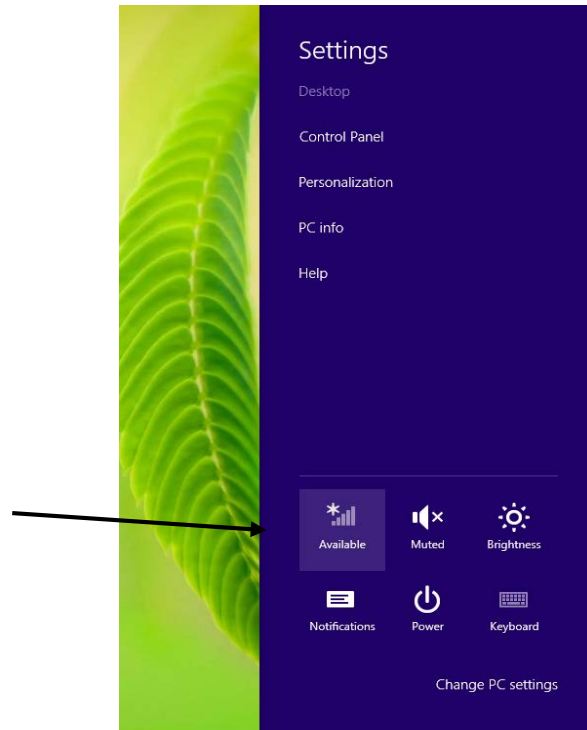 Settings
Desktop
Control Panel
Personalization
PC info
Help
Available Muted Brightness
Notifications Power Keyboard
Change PC settings